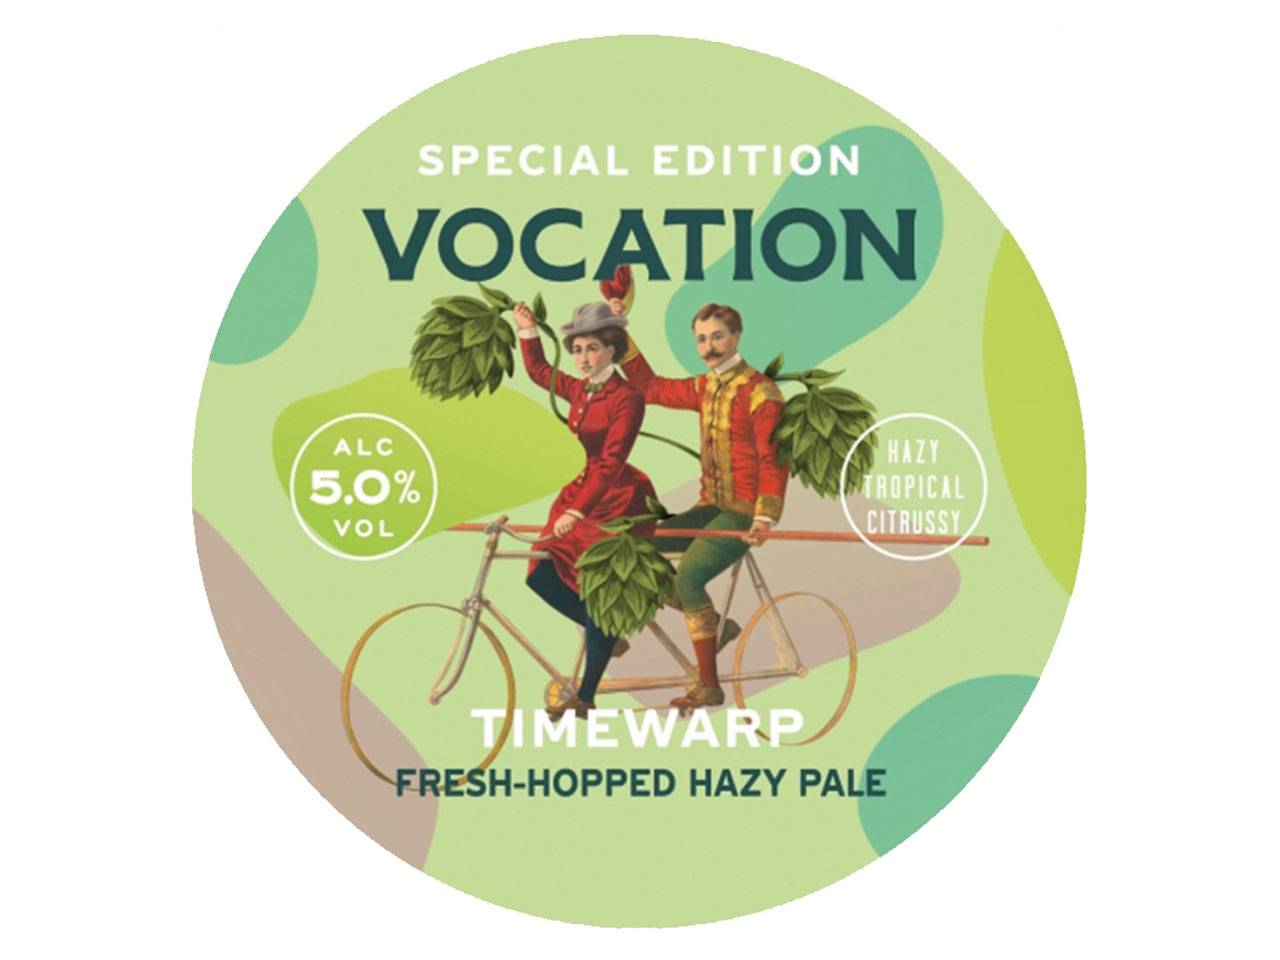 SPECIAL EDITION
VOCATION
ALC
5.0%
VOL
HAZY
TROPICAL
CITRUSSY
TIMEWARP
FRESH-HOPPED HAZY PALE